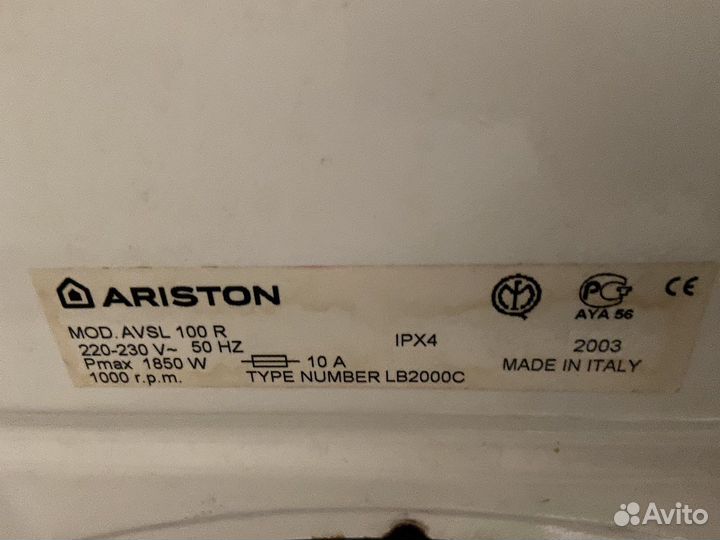 ARISTON
MOD. AVSL 100 R
220-230 V~ 50 HZ
Pmax 1850 W 10 A
1000 r.p.m. TYPE NUMBER LB2000C
IPX4
AYA 56
CE
2003
MADE IN ITALY
Avito